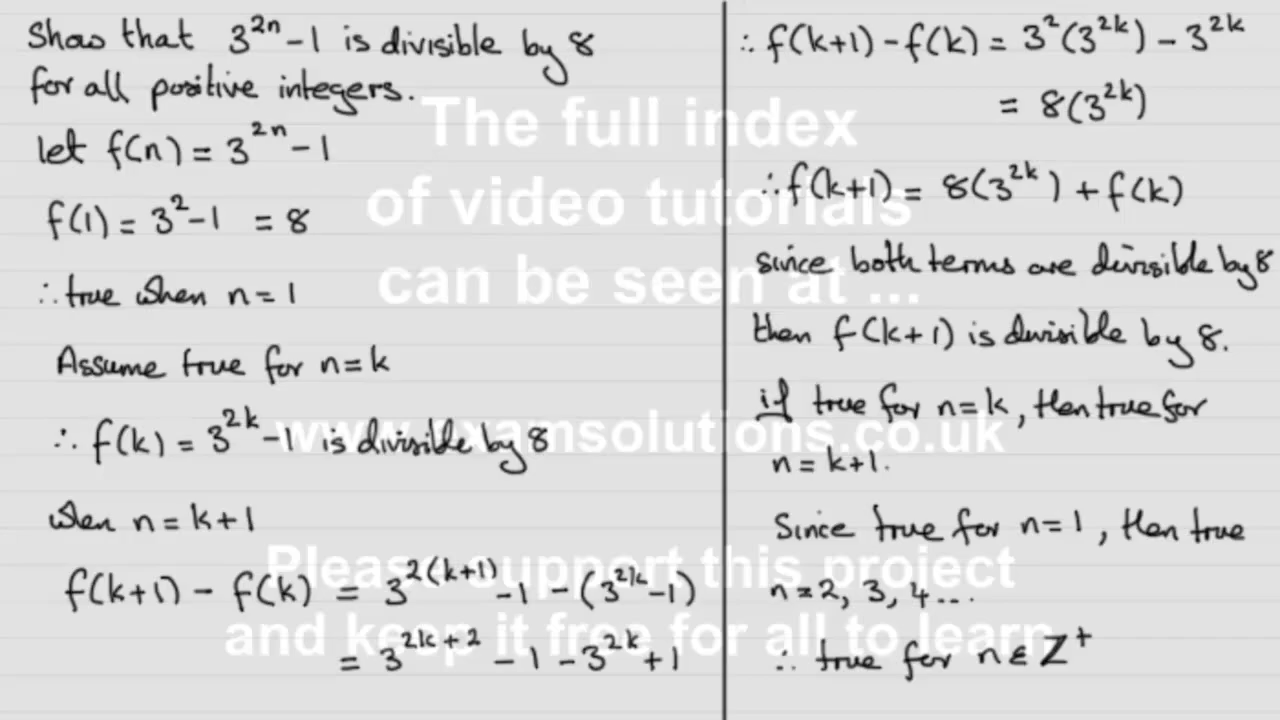 Show that 3^{2n} - 1 is divisible by 8
for all positive integers.
let f(n) = 3^{2n} - 1
f(1) = 3^2 - 1 = 8
∴ true when n = 1
Assume true for n = k
∴ f(k) = 3^{2k} - 1 is divisible by 8
when n = k + 1
f(k+1) - f(k) = 3^{2(k+1)} - 1 - (3^{2k} - 1)
= 3^{2k+2} - 1 - 3^{2k} + 1
∴ f(k+1) - f(k) = 3^2(3^{2k}) - 3^{2k}
= 8(3^{2k})
∴ f(k+1) = 8(3^{2k}) + f(k)
since both terms are divisible by 8
then f(k+1) is divisible by 8.
if true for n = k, then true for
n = k+1.
Since true for n = 1, then true
n = 2, 3, 4 ...
∴ true for n ∈ ℤ^+
The full index
of video tutorials
can be seen at ...
www.examsolutions.co.uk
Please support this project
and keep it free for all to learn